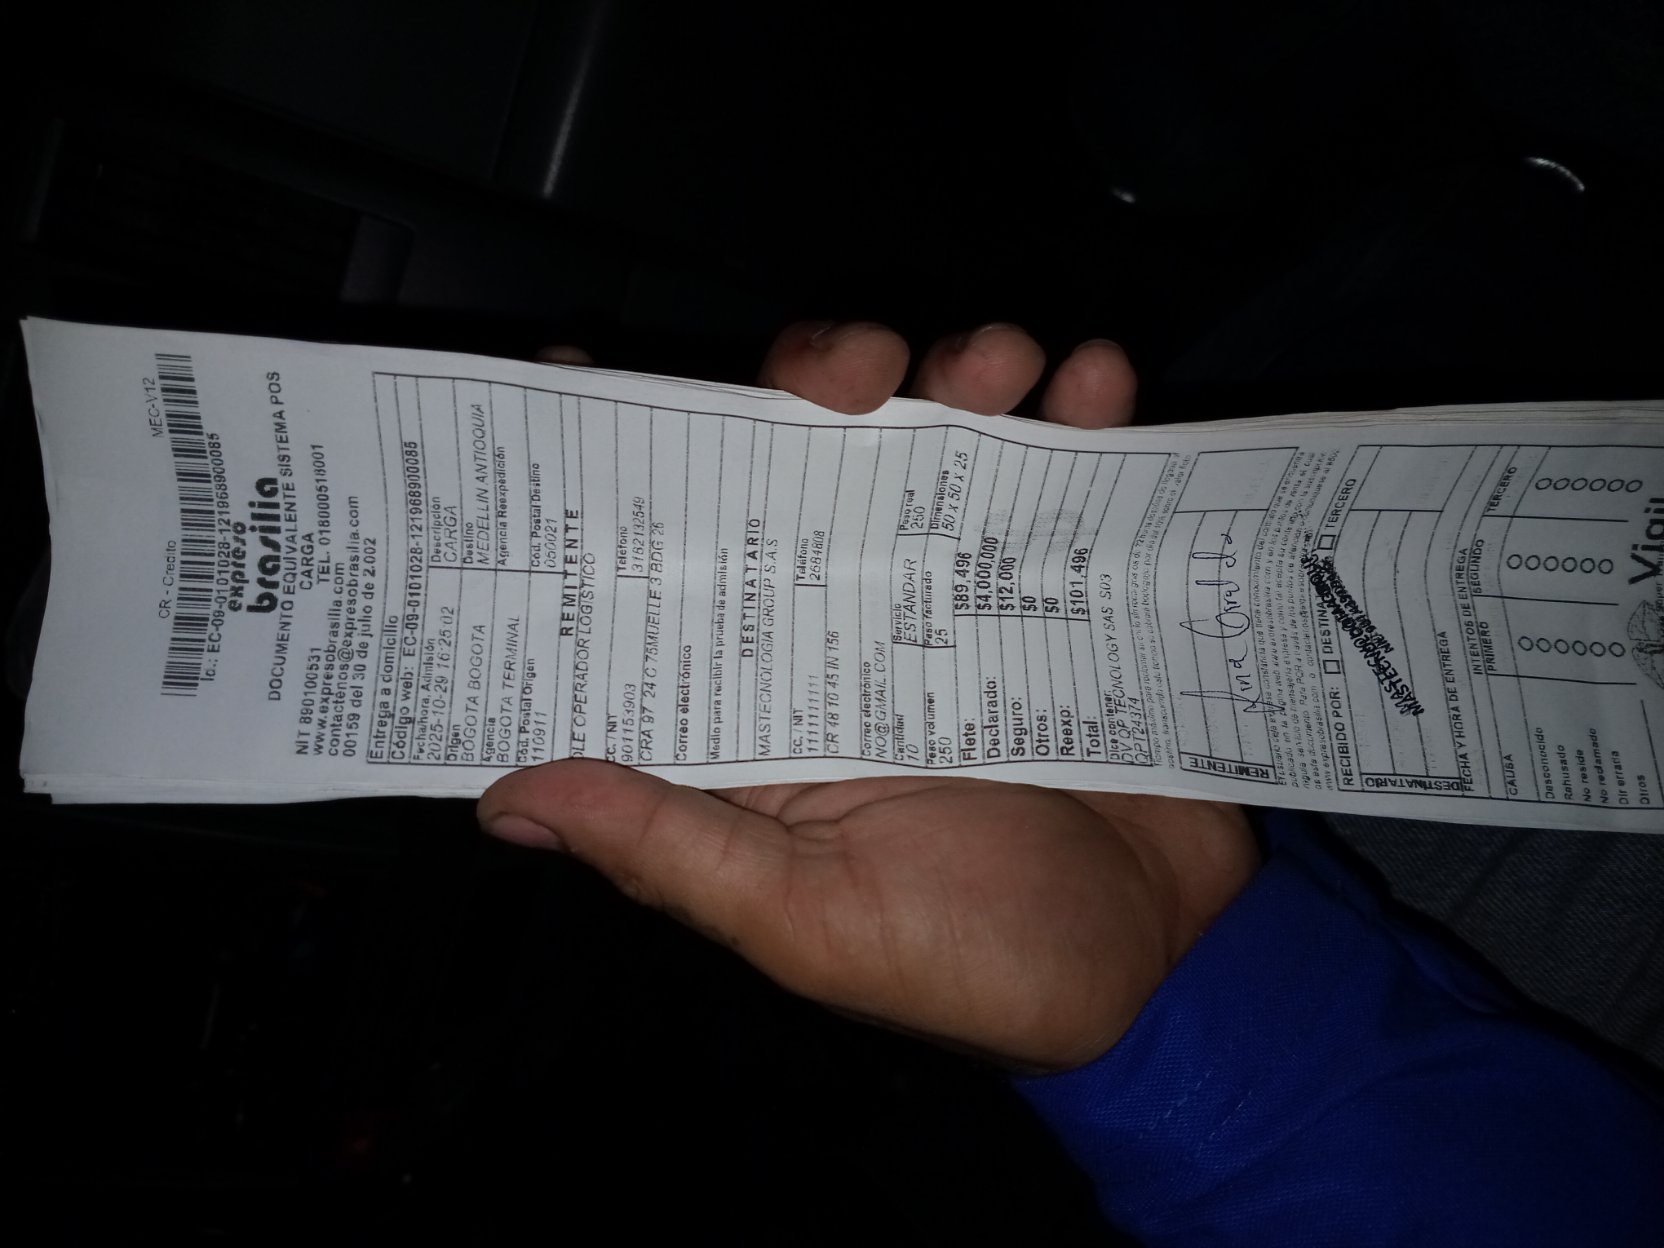 CR - Credito
MEC-V12
Id.: EC-09-0101028-12196890085
expreso
brasilia
DOCUMENTO EQUIVALENTE SISTEMA POS
CARGA
NIT 890100531 TEL. 018000518001
www.expresobrasilia.com
contactenos@expresobrasilia.com
00159 del 30 de julio de 2.002
Entrega a domicilio
Código web: EC-09-0101028-12196890085
Fecha/hora, Admisión Descripción
2025-10-29 16:25:02 CARGA
Origen Destino
BOGOTA BOGOTA MEDELLIN ANTIOQUIA
Agencia Agencia Reexpedición
BOGOTA TERMINAL
Cód. Postal Origen Cód. Postal Destino
110911 050021
REMITENTE
OLE OPERADOR LOGISTICO
CC. / NIT Teléfono
901153903 3182132549
CRA 97 24 C 75MUELLE 3 BDG 26
Correo electrónico
Medio para recibir la prueba de admisión
DESTINATARIO
MASTECNOLOGIA GROUP S.A.S
CC. / NIT Teléfono
11111111111 2684808
CR 48 10 45 IN 156
Correo electrónico
NO@GMAIL.COM
Cantidad Servicio Peso real
10 ESTANDAR 250
Peso volumen Peso facturado Dimensiones
250 25 50 x 50 x 25
Flete: $89,496
Declarado: $4,000,000
Seguro: $12,000
Otros: $0
Reexp: $0
Total: $101,496
Dice contener:
DV QP TECNOLOGY SAS S03
QPT24374
REMITENTE
RECIBIDO POR: DESTINATARIO TERCERO
DESTINATARIO
FECHA Y HORA DE ENTREGA
INTENTOS DE ENTREGA
CAUSA PRIMERO SEGUNDO TERCERO
Desconocido
Rehusado
No reside
No reclamado
Dir errada
Otros
Vigil